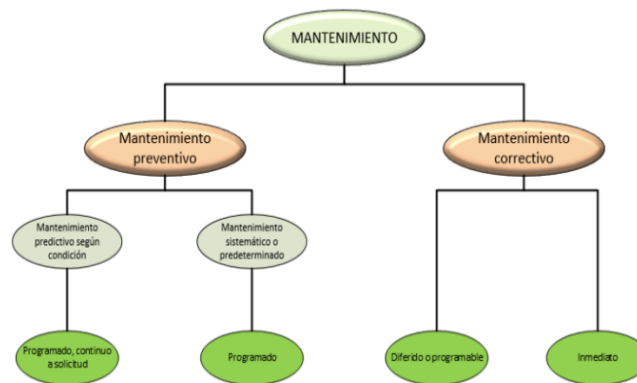 MANTENIMIENTO
Mantenimiento
preventivo
Mantenimiento
correctivo
Mantenimiento
predictivo según
condición
Mantenimiento
sistemático o
predeterminado
Programado, continuo
a solicitud
Programado
Diferido o programable
Inmediato